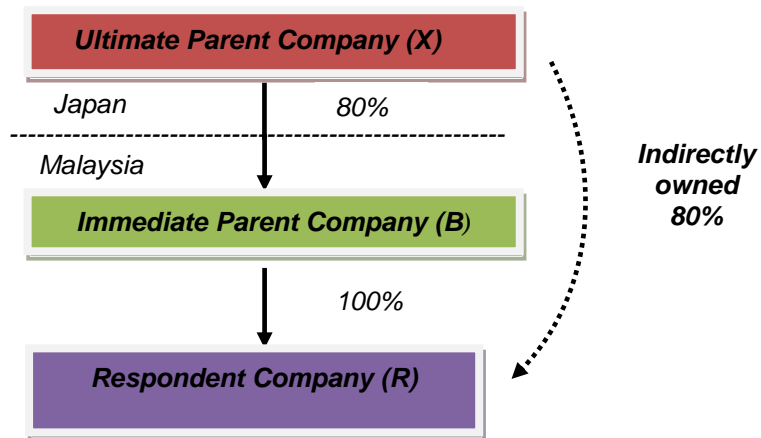 Ultimate Parent Company (X)
Japan
80%
Malaysia
Indirectly
owned
80%
Immediate Parent Company (B)
100%
Respondent Company (R)